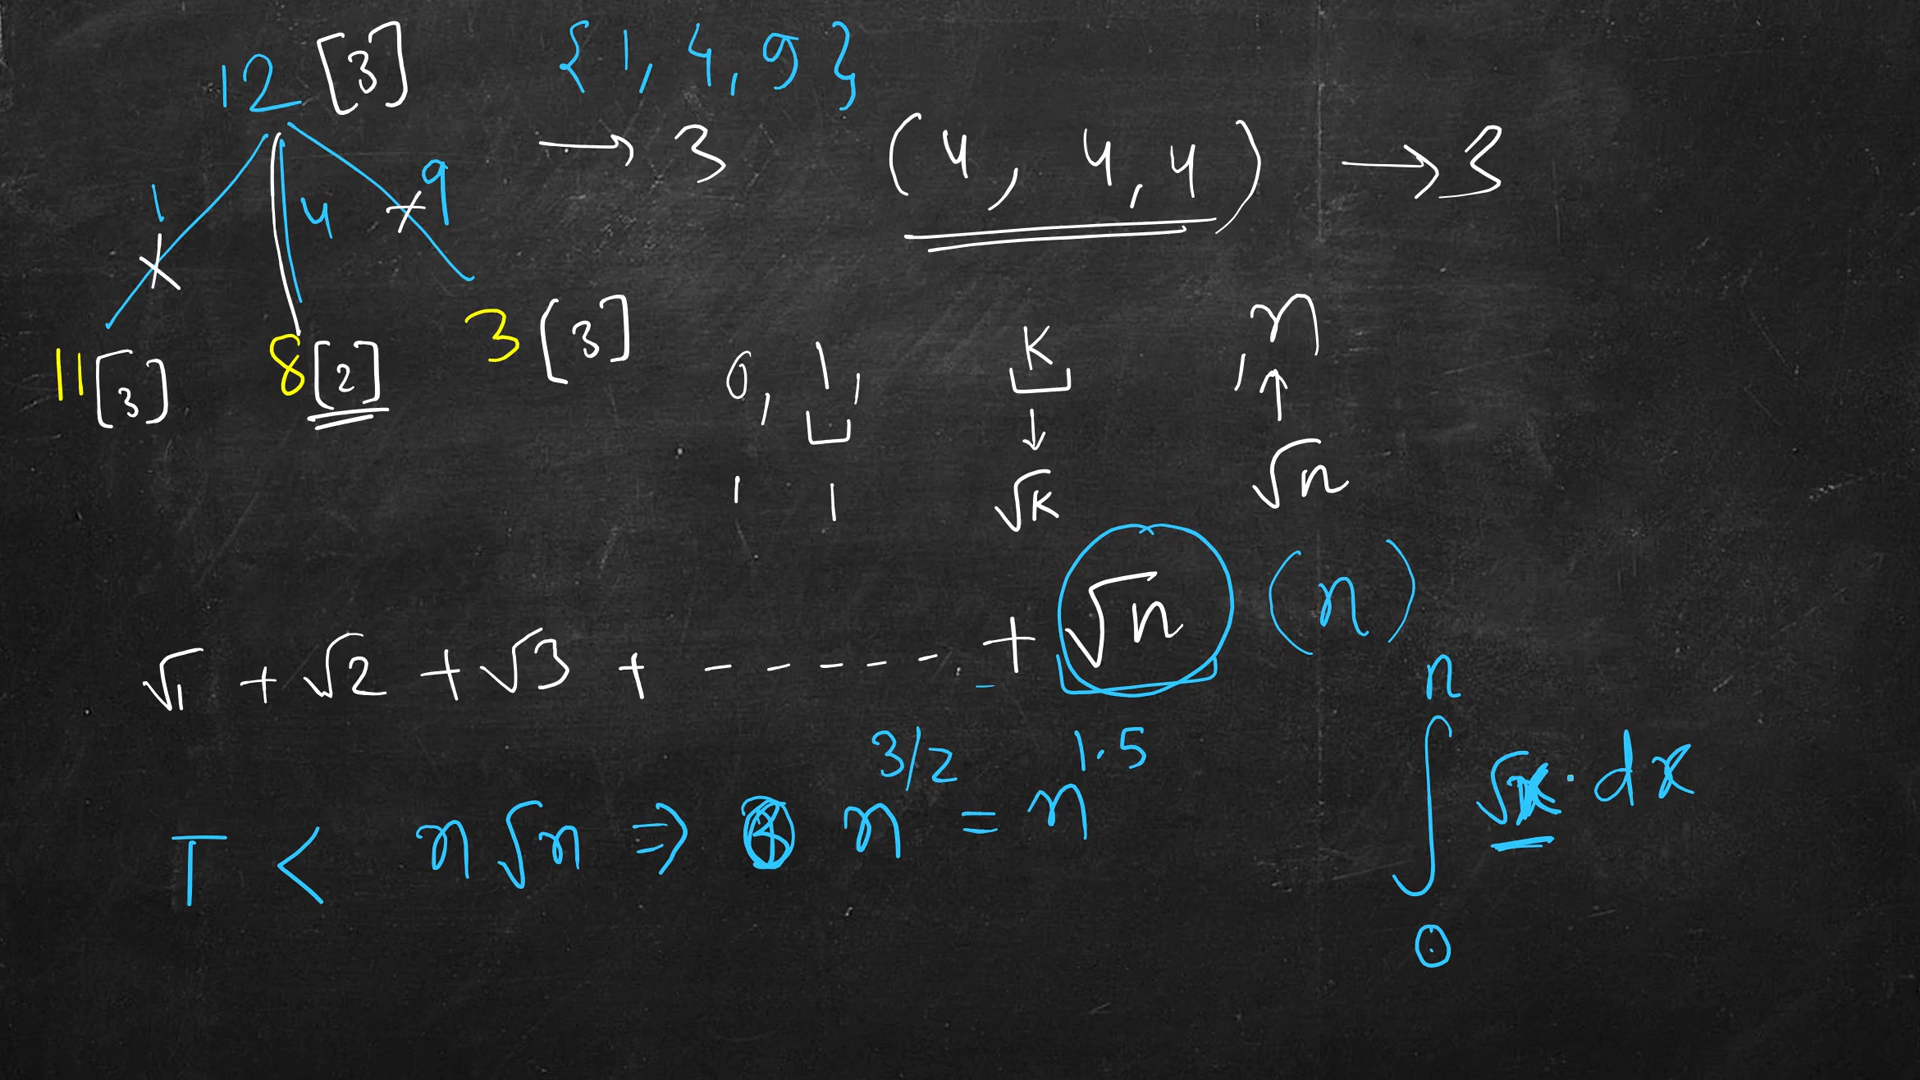 12 [3] {1, 4, 9}
→ 3 (4, 4, 4) → 3
1 4 9
11 [3] 8 [2] 3 [3]
0, 1, K , n
1 1 √K √n
√1 + √2 + √3 + ------- + √n (n)
T < n√n ⇒ n^3/2 = n^1.5
∫ n 0 √x · dx